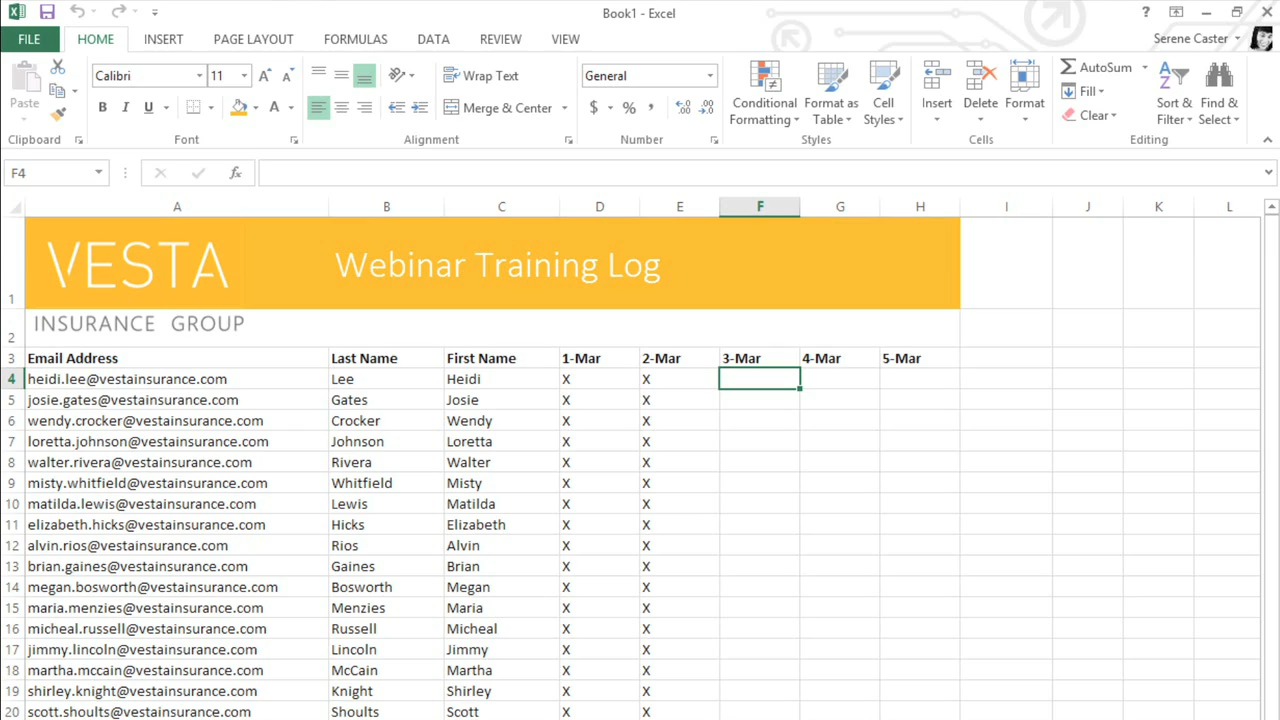 Book1 - Excel
?
FILE HOME INSERT PAGE LAYOUT FORMULAS DATA REVIEW VIEW Serene Caster
Paste Calibri 11 A A Wrap Text General Conditional Formatting Format as Table Cell Styles Insert Delete Format AutoSum Fill Clear Sort & Filter Find & Select
B I U A Merge & Center $ % ,
Clipboard Font Alignment Number Styles Cells Editing
F4 fx
A B C D E F G H I J K L
1 VESTA Webinar Training Log
2 INSURANCE GROUP
3 Email Address Last Name First Name 1-Mar 2-Mar 3-Mar 4-Mar 5-Mar
4 heidi.lee@vestainsurance.com Lee Heidi X X
5 josie.gates@vestainsurance.com Gates Josie X X
6 wendy.crocker@vestainsurance.com Crocker Wendy X X
7 loretta.johnson@vestainsurance.com Johnson Loretta X X
8 walter.rivera@vestainsurance.com Rivera Walter X X
9 misty.whitfield@vestainsurance.com Whitfield Misty X X
10 matilda.lewis@vestainsurance.com Lewis Matilda X X
11 elizabeth.hicks@vestainsurance.com Hicks Elizabeth X X
12 alvin.rios@vestainsurance.com Rios Alvin X X
13 brian.gaines@vestainsurance.com Gaines Brian X X
14 megan.bosworth@vestainsurance.com Bosworth Megan X X
15 maria.menzies@vestainsurance.com Menzies Maria X X
16 micheal.russell@vestainsurance.com Russell Micheal X X
17 jimmy.lincoln@vestainsurance.com Lincoln Jimmy X X
18 martha.mccain@vestainsurance.com McCain Martha X X
19 shirley.knight@vestainsurance.com Knight Shirley X X
20 scott.shoults@vestainsurance.com Shoults Scott X X